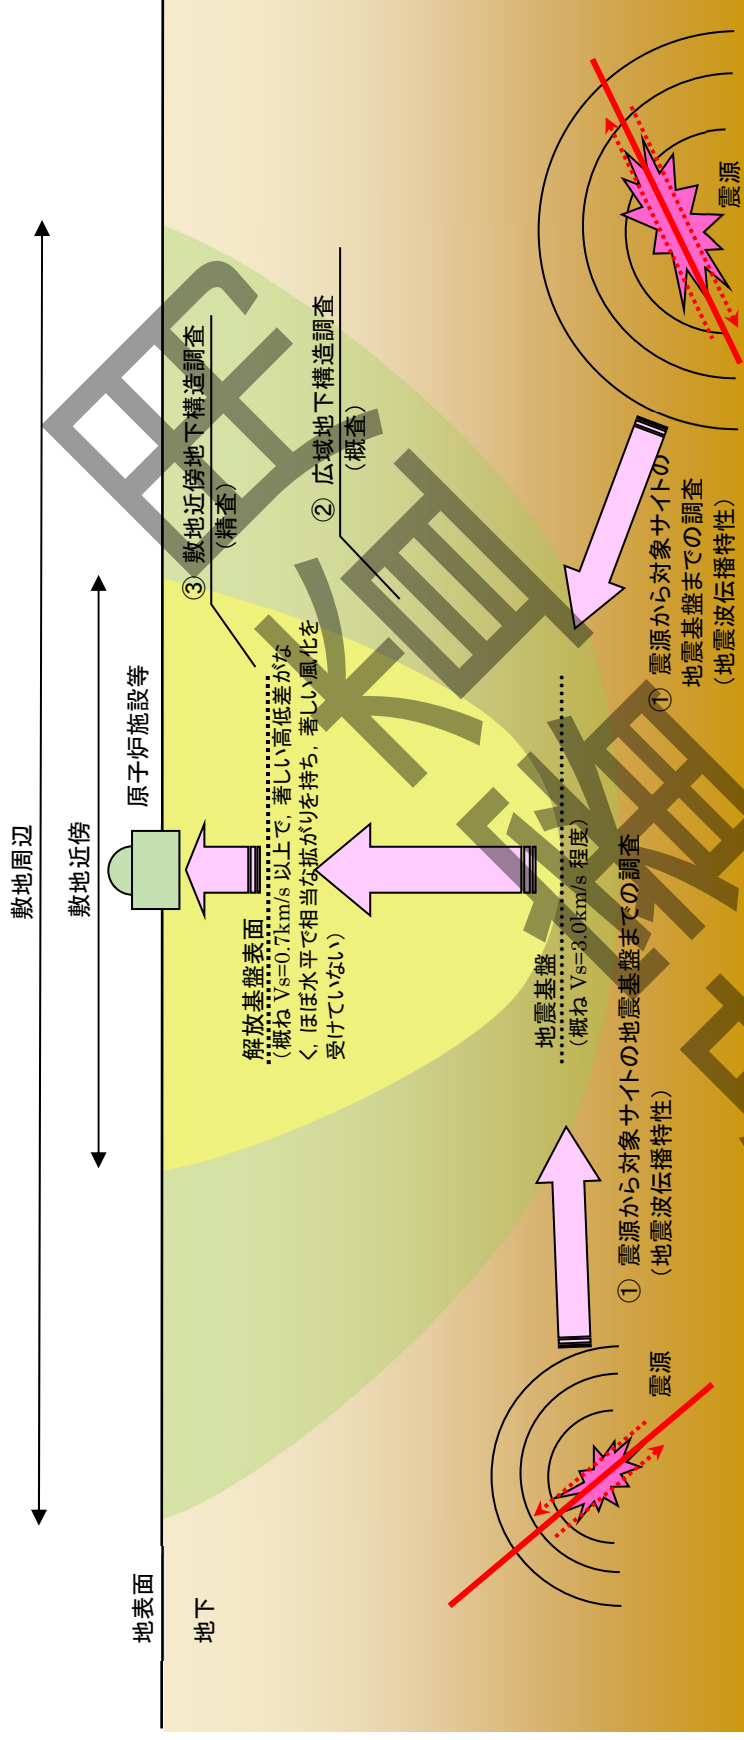 敷地周辺
敷地近傍
原子炉施設等
地表面
地下
③ 敷地近傍地下構造調査
（精査）
② 広域地下構造調査
（概査）
解放基盤表面
（概ね Vs=0.7km/s 以上で，著しい高低差がな
く，ほぼ水平で相当な拡がりを持ち，著しい風化を
受けていない）
地震基盤
（概ね Vs=3.0km/s 程度）
① 震源から対象サイトの地震基盤までの調査
（地震波伝播特性）
震源
① 震源から対象サイトの
地震基盤までの調査
（地震波伝播特性）
震源